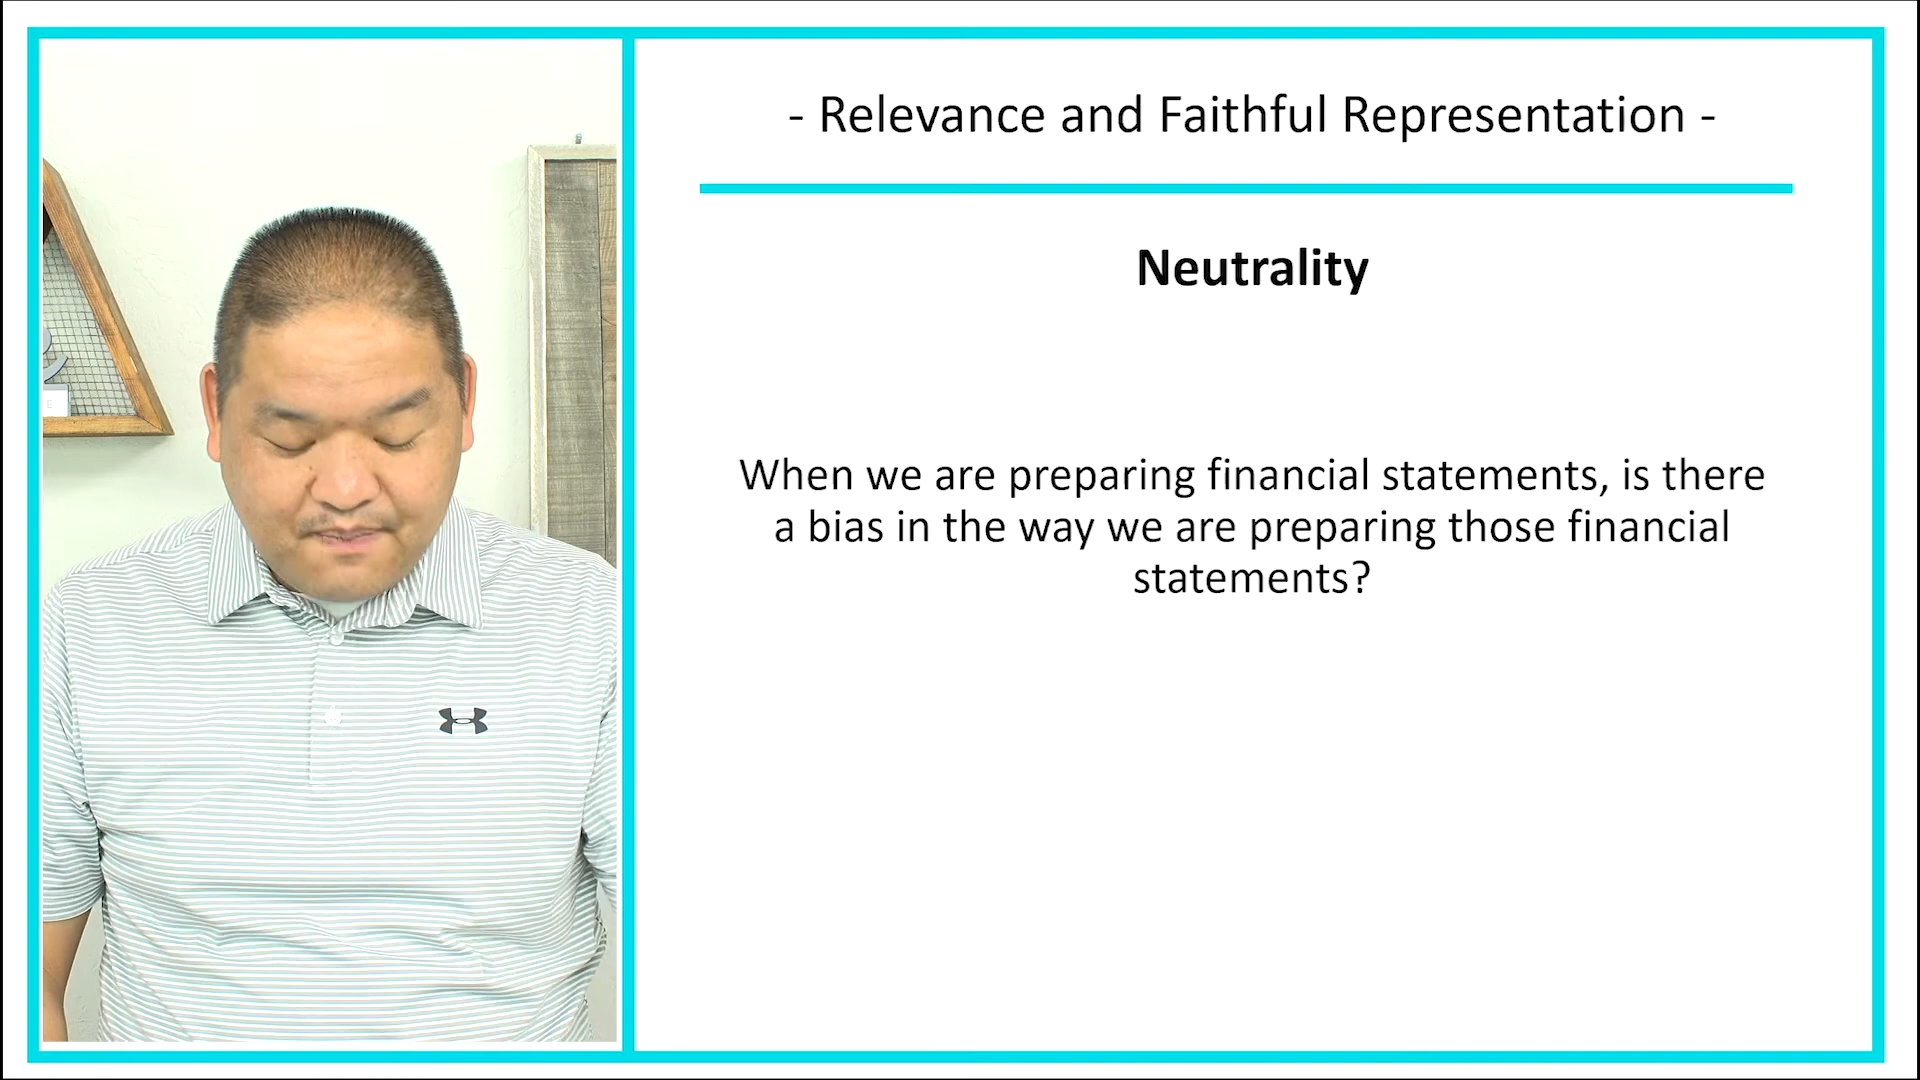 - Relevance and Faithful Representation -
Neutrality
When we are preparing financial statements, is there
a bias in the way we are preparing those financial
statements?